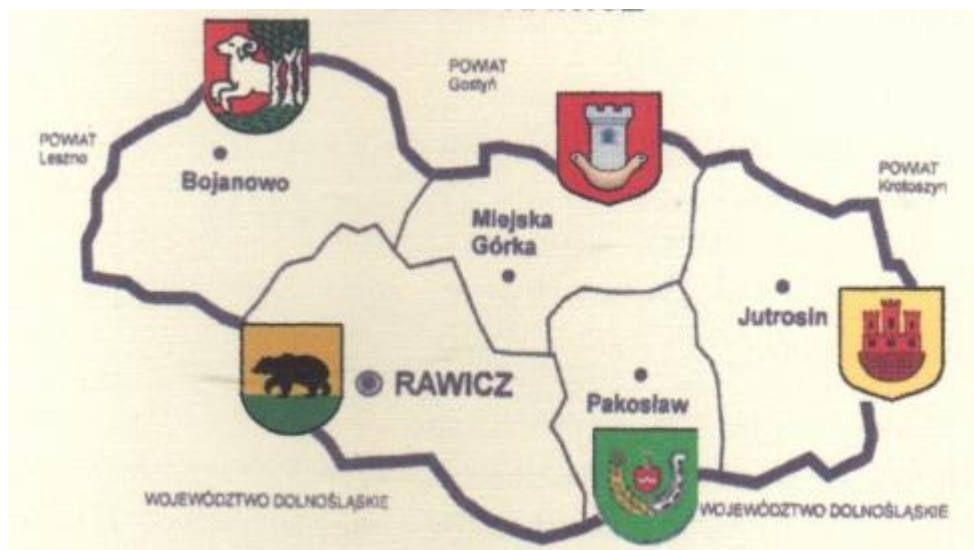 POWIAT
Gostyń
POWIAT
Leszno
Bojanowo
POWIAT
Krotoszyn
Miejska
Górka
Jutrosin
RAWICZ
Pakosław
WOJEWÓDZTWO DOLNOŚLĄSKIE
WOJEWÓDZTWO DOLNOŚLĄSKIE